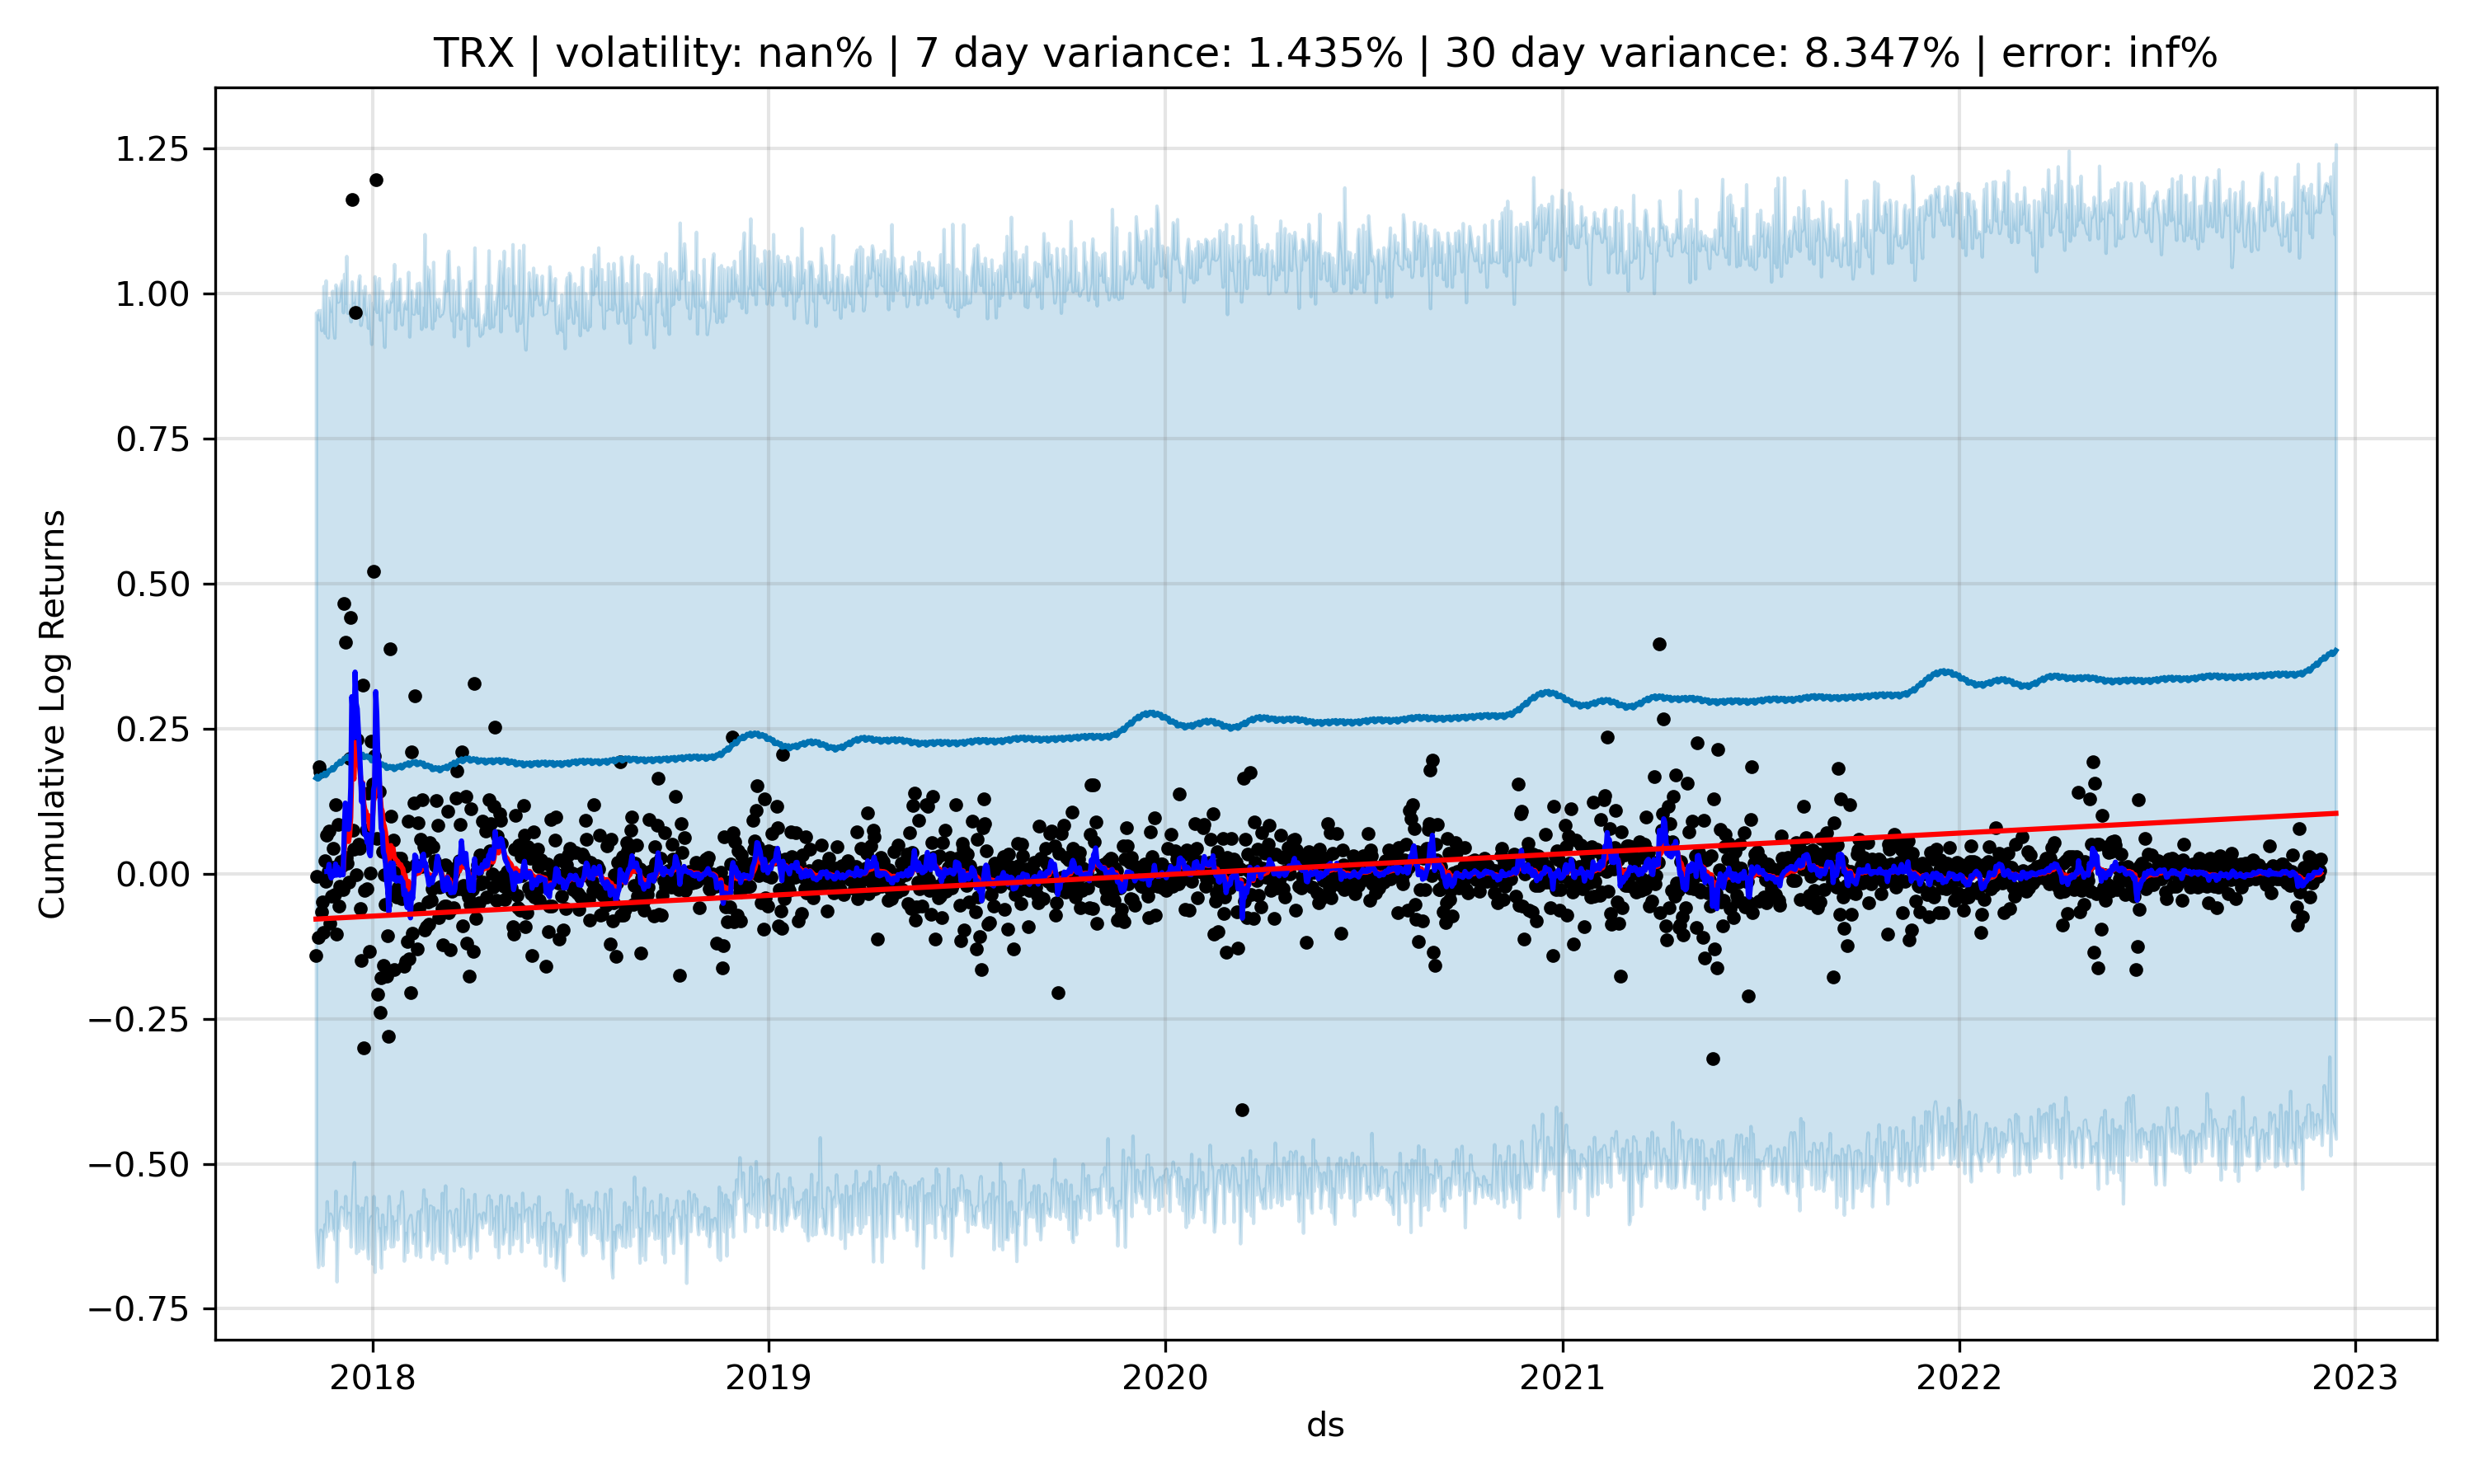 TRX | volatility: nan% | 7 day variance: 1.435% | 30 day variance: 8.347% | error: inf%
1.25
1.00
0.75
0.50
0.25
0.00
−0.25
−0.50
−0.75
Cumulative Log Returns
2018 2019 2020 2021 2022 2023
ds